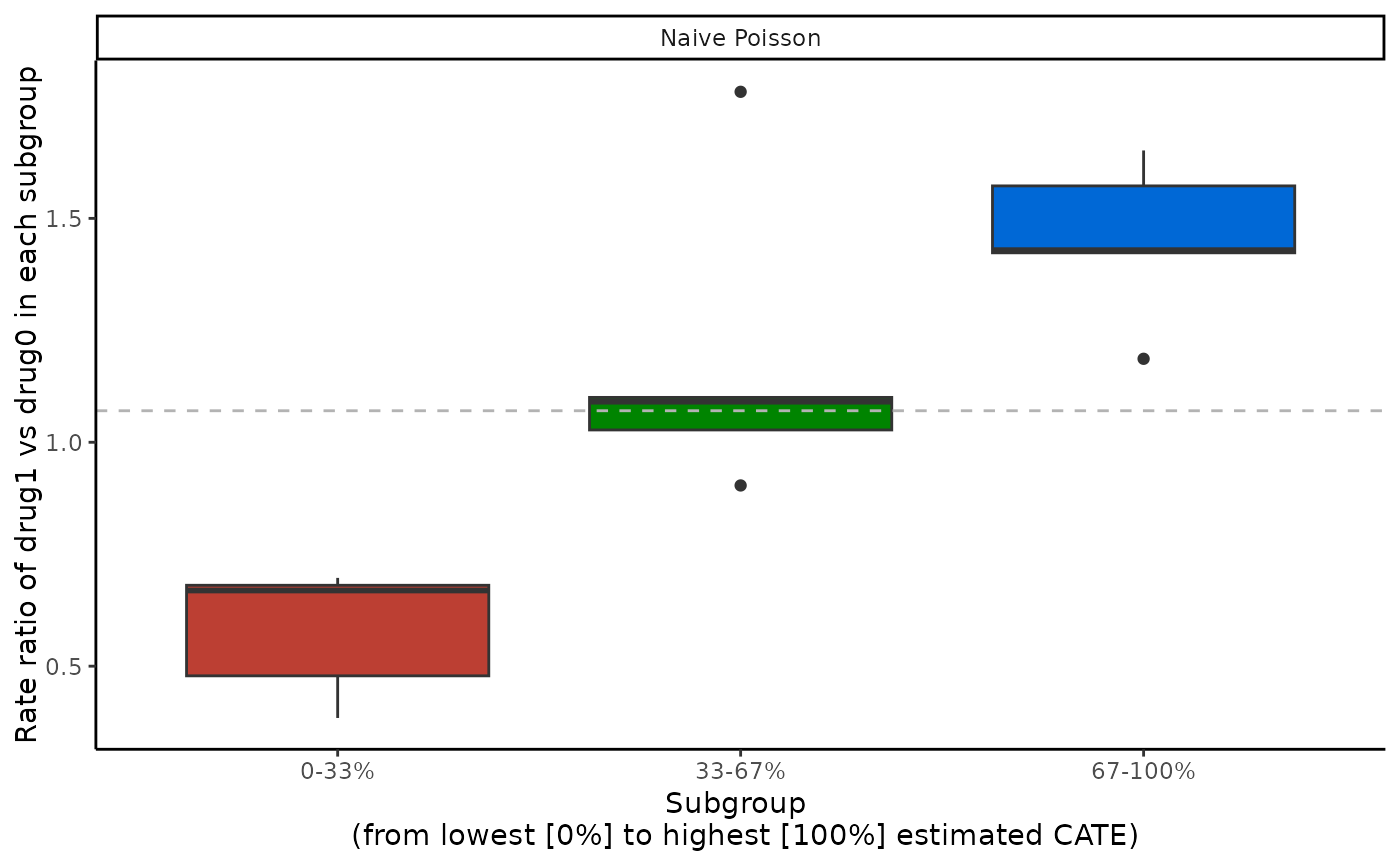 Naive Poisson
Rate ratio of drug1 vs drug0 in each subgroup
1.5
1.0
0.5
0-33%
33-67%
67-100%
Subgroup
(from lowest [0%] to highest [100%] estimated CATE)